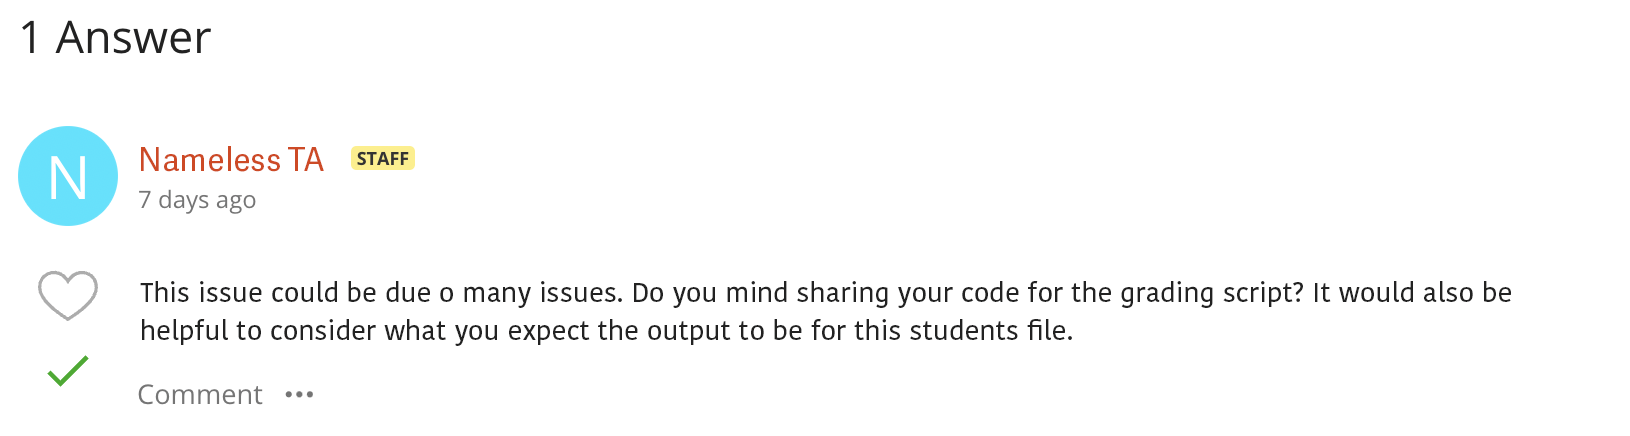 1 Answer
N
Nameless TA STAFF
7 days ago
This issue could be due o many issues. Do you mind sharing your code for the grading script? It would also be
helpful to consider what you expect the output to be for this students file.
Comment •••